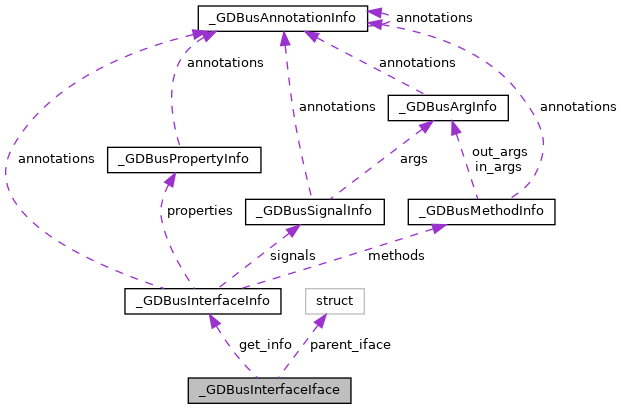 _GDBusAnnotationInfo
annotations
annotations
annotations
_GDBusArgInfo
annotations
annotations
out_args
in_args
annotations
_GDBusPropertyInfo
args
properties
_GDBusSignalInfo
_GDBusMethodInfo
signals
methods
_GDBusInterfaceInfo
struct
get_info
parent_iface
_GDBusInterfaceIface